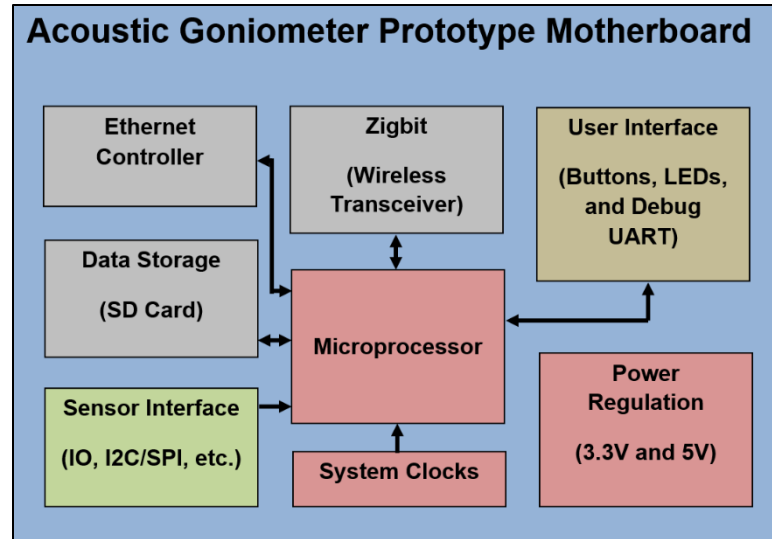 Acoustic Goniometer Prototype Motherboard
Ethernet
Controller
Zigbit
(Wireless
Transceiver)
User Interface
(Buttons, LEDs,
and Debug
UART)
Data Storage
(SD Card)
Microprocessor
Sensor Interface
(IO, I2C/SPI, etc.)
System Clocks
Power
Regulation
(3.3V and 5V)